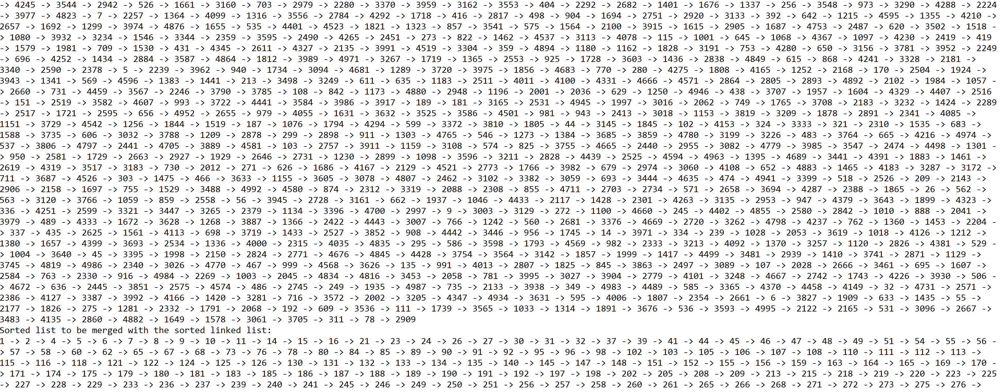 -> 4245 -> 3544 -> 2942 -> 526 -> 1661 -> 3160 -> 703 -> 2979 -> 2280 -> 3370 -> 3959 -> 3162 -> 3553 -> 404 -> 2292 -> 2682 -> 1401 -> 1676 -> 1337 -> 256 -> 3548 -> 973 -> 3290 -> 4288 -> 2224
-> 3977 -> 4823 -> 7 -> 2257 -> 1364 -> 4099 -> 1316 -> 3556 -> 2784 -> 4292 -> 1718 -> 416 -> 2817 -> 498 -> 904 -> 1694 -> 2751 -> 2920 -> 3133 -> 392 -> 642 -> 1215 -> 4595 -> 1355 -> 4210 ->
2657 -> 1692 -> 1299 -> 3974 -> 4876 -> 1655 -> 535 -> 4401 -> 4523 -> 1821 -> 1323 -> 857 -> 3541 -> 575 -> 1564 -> 2100 -> 3915 -> 1615 -> 2905 -> 1687 -> 4753 -> 2487 -> 620 -> 3502 -> 1518 -
> 1080 -> 3932 -> 3234 -> 1546 -> 3344 -> 2359 -> 3595 -> 2490 -> 4265 -> 2451 -> 273 -> 822 -> 1462 -> 4537 -> 3113 -> 4078 -> 115 -> 1001 -> 645 -> 1068 -> 4367 -> 1097 -> 4230 -> 2419 -> 419
-> 1579 -> 1981 -> 709 -> 1530 -> 431 -> 4345 -> 2611 -> 4327 -> 2135 -> 3991 -> 4519 -> 3304 -> 359 -> 4894 -> 1180 -> 1162 -> 1828 -> 3191 -> 753 -> 4280 -> 650 -> 3156 -> 3781 -> 3952 -> 2249
-> 696 -> 4252 -> 1434 -> 2884 -> 3587 -> 4864 -> 1812 -> 3989 -> 4971 -> 3267 -> 1719 -> 1365 -> 2553 -> 925 -> 1728 -> 3603 -> 1436 -> 2838 -> 4849 -> 615 -> 868 -> 4241 -> 3328 -> 2181 ->
3340 -> 2590 -> 2378 -> 5 -> 2239 -> 3962 -> 940 -> 1734 -> 3094 -> 4681 -> 1289 -> 3720 -> 3975 -> 1856 -> 4683 -> 770 -> 280 -> 4275 -> 1808 -> 4165 -> 1252 -> 2168 -> 170 -> 2504 -> 1924 ->
3943 -> 1341 -> 569 -> 4596 -> 1383 -> 1441 -> 213 -> 3498 -> 3249 -> 611 -> 635 -> 1183 -> 2511 -> 4011 -> 4100 -> 4331 -> 4666 -> 4571 -> 2864 -> 2805 -> 2893 -> 4892 -> 2102 -> 1984 -> 1057 -
> 2660 -> 731 -> 4459 -> 3567 -> 2246 -> 3790 -> 3785 -> 108 -> 842 -> 1173 -> 4880 -> 2948 -> 1196 -> 2001 -> 2036 -> 629 -> 1250 -> 4946 -> 438 -> 3707 -> 1957 -> 1604 -> 4329 -> 4407 -> 2516
-> 151 -> 2519 -> 3582 -> 4607 -> 993 -> 3722 -> 4441 -> 3584 -> 3986 -> 3917 -> 189 -> 181 -> 3165 -> 2531 -> 4945 -> 1997 -> 3016 -> 2062 -> 749 -> 1765 -> 3708 -> 2183 -> 3232 -> 1424 -> 2289
-> 2517 -> 1721 -> 2595 -> 656 -> 4952 -> 2655 -> 979 -> 4055 -> 1631 -> 3632 -> 3525 -> 3586 -> 4501 -> 981 -> 943 -> 2413 -> 3018 -> 1153 -> 3819 -> 3209 -> 1878 -> 2891 -> 2341 -> 4085 ->
1151 -> 3729 -> 4542 -> 1256 -> 1844 -> 1519 -> 187 -> 1076 -> 1794 -> 4294 -> 599 -> 3372 -> 3810 -> 1805 -> 44 -> 3145 -> 1845 -> 102 -> 4153 -> 324 -> 3333 -> 321 -> 2310 -> 1535 -> 683 ->
1588 -> 3735 -> 606 -> 3032 -> 3788 -> 1209 -> 2878 -> 299 -> 2898 -> 911 -> 1303 -> 4765 -> 546 -> 1273 -> 1384 -> 3685 -> 3859 -> 4780 -> 3199 -> 3226 -> 483 -> 3764 -> 665 -> 4216 -> 4974 ->
537 -> 3806 -> 4797 -> 2441 -> 4705 -> 3889 -> 4581 -> 103 -> 2757 -> 3911 -> 1159 -> 3108 -> 574 -> 825 -> 3755 -> 4665 -> 2440 -> 2955 -> 3082 -> 4779 -> 3985 -> 3547 -> 2474 -> 4498 -> 1301 -
> 950 -> 2581 -> 1729 -> 2663 -> 2927 -> 1929 -> 2646 -> 2731 -> 1230 -> 2899 -> 1098 -> 3596 -> 3211 -> 2828 -> 4439 -> 2525 -> 4594 -> 4963 -> 1395 -> 4689 -> 3441 -> 4391 -> 1883 -> 1461 ->
2619 -> 4319 -> 3517 -> 3183 -> 730 -> 2012 -> 271 -> 626 -> 1686 -> 4167 -> 2129 -> 4521 -> 2773 -> 1766 -> 3982 -> 679 -> 2974 -> 3060 -> 4108 -> 652 -> 4883 -> 1465 -> 4183 -> 3287 -> 3172 ->
711 -> 3687 -> 4526 -> 303 -> 1475 -> 466 -> 3633 -> 1155 -> 3605 -> 3078 -> 4807 -> 2462 -> 3102 -> 3382 -> 3059 -> 693 -> 3444 -> 4635 -> 474 -> 4941 -> 3399 -> 518 -> 2526 -> 209 -> 2143 ->
2906 -> 2158 -> 1697 -> 755 -> 1529 -> 3488 -> 4992 -> 4580 -> 874 -> 2312 -> 3319 -> 2088 -> 2308 -> 855 -> 4711 -> 2703 -> 2734 -> 571 -> 2658 -> 3694 -> 4287 -> 2388 -> 1865 -> 26 -> 562 ->
563 -> 3120 -> 3766 -> 1059 -> 859 -> 2558 -> 56 -> 3945 -> 2728 -> 3161 -> 662 -> 1937 -> 1046 -> 4433 -> 2117 -> 1428 -> 2301 -> 4263 -> 3135 -> 2953 -> 947 -> 4379 -> 3643 -> 1899 -> 4323 ->
336 -> 4251 -> 2599 -> 3321 -> 3447 -> 3265 -> 2379 -> 1134 -> 3396 -> 4700 -> 2997 -> 9 -> 3003 -> 3129 -> 272 -> 1100 -> 4660 -> 245 -> 4402 -> 4855 -> 2580 -> 2842 -> 1010 -> 888 -> 2041 ->
3979 -> 489 -> 4333 -> 1672 -> 3628 -> 1268 -> 3887 -> 1366 -> 2422 -> 4443 -> 3007 -> 766 -> 1242 -> 560 -> 2681 -> 3376 -> 4669 -> 2720 -> 3262 -> 4798 -> 4237 -> 762 -> 1360 -> 1453 -> 2204 -
> 337 -> 435 -> 2625 -> 1561 -> 4113 -> 698 -> 3719 -> 1433 -> 2527 -> 3852 -> 908 -> 4442 -> 3446 -> 956 -> 1745 -> 14 -> 3971 -> 334 -> 239 -> 1028 -> 2053 -> 3619 -> 1018 -> 4126 -> 1212 ->
1380 -> 1657 -> 4399 -> 3693 -> 2534 -> 1336 -> 4000 -> 2315 -> 4035 -> 4835 -> 295 -> 586 -> 3598 -> 1793 -> 4569 -> 982 -> 2333 -> 3213 -> 4092 -> 1370 -> 3257 -> 1120 -> 2826 -> 4381 -> 529 -
> 1004 -> 3640 -> 45 -> 3395 -> 1998 -> 2150 -> 2824 -> 2771 -> 4676 -> 4845 -> 4428 -> 3754 -> 3564 -> 3142 -> 1857 -> 1999 -> 1417 -> 4499 -> 3481 -> 2939 -> 1410 -> 3741 -> 2871 -> 1129 ->
3745 -> 4819 -> 4986 -> 2340 -> 3026 -> 4770 -> 467 -> 999 -> 4568 -> 3626 -> 135 -> 991 -> 4013 -> 2807 -> 1825 -> 845 -> 3863 -> 2497 -> 3089 -> 107 -> 2028 -> 2666 -> 3461 -> 695 -> 1607 ->
2584 -> 763 -> 2330 -> 916 -> 4984 -> 2269 -> 1003 -> 2045 -> 4834 -> 4816 -> 3453 -> 2058 -> 781 -> 3995 -> 3027 -> 3904 -> 2779 -> 4101 -> 3248 -> 4667 -> 2742 -> 1743 -> 4226 -> 3930 -> 506 -
> 4672 -> 636 -> 2445 -> 3851 -> 2575 -> 4574 -> 486 -> 2745 -> 249 -> 1935 -> 4987 -> 735 -> 2133 -> 3938 -> 349 -> 4983 -> 4489 -> 585 -> 3365 -> 4370 -> 4458 -> 4149 -> 32 -> 4731 -> 2571 ->
2386 -> 4127 -> 3387 -> 3992 -> 4166 -> 1420 -> 3281 -> 716 -> 3572 -> 2002 -> 3205 -> 4347 -> 4934 -> 3631 -> 595 -> 4006 -> 1807 -> 2354 -> 2661 -> 6 -> 3827 -> 1909 -> 633 -> 1435 -> 55 ->
2177 -> 1826 -> 275 -> 1281 -> 2332 -> 1791 -> 2068 -> 192 -> 609 -> 3536 -> 111 -> 1739 -> 3565 -> 1033 -> 1314 -> 1891 -> 3676 -> 536 -> 3593 -> 4995 -> 2122 -> 2165 -> 531 -> 3096 -> 2667 ->
3483 -> 4135 -> 2860 -> 4882 -> 1649 -> 1578 -> 3061 -> 3705 -> 311 -> 78 -> 2909
Sorted list to be merged with the sorted linked list:
1 -> 2 -> 4 -> 5 -> 6 -> 7 -> 8 -> 9 -> 10 -> 11 -> 14 -> 15 -> 16 -> 21 -> 23 -> 24 -> 26 -> 27 -> 30 -> 31 -> 32 -> 37 -> 39 -> 41 -> 44 -> 45 -> 46 -> 47 -> 48 -> 49 -> 51 -> 54 -> 55 -> 56 -
> 57 -> 58 -> 60 -> 62 -> 65 -> 67 -> 68 -> 73 -> 76 -> 78 -> 80 -> 84 -> 85 -> 89 -> 90 -> 91 -> 92 -> 95 -> 96 -> 98 -> 102 -> 103 -> 105 -> 106 -> 107 -> 108 -> 110 -> 111 -> 112 -> 113 ->
115 -> 116 -> 118 -> 121 -> 122 -> 124 -> 125 -> 126 -> 130 -> 131 -> 132 -> 133 -> 134 -> 135 -> 140 -> 145 -> 147 -> 148 -> 151 -> 152 -> 155 -> 156 -> 159 -> 163 -> 164 -> 165 -> 169 -> 170 -
> 171 -> 174 -> 175 -> 179 -> 180 -> 181 -> 183 -> 185 -> 186 -> 187 -> 188 -> 189 -> 190 -> 191 -> 192 -> 197 -> 198 -> 202 -> 205 -> 208 -> 209 -> 213 -> 215 -> 218 -> 219 -> 220 -> 223 -> 225
-> 227 -> 228 -> 229 -> 233 -> 236 -> 237 -> 239 -> 240 -> 241 -> 245 -> 246 -> 249 -> 250 -> 251 -> 256 -> 257 -> 258 -> 260 -> 261 -> 265 -> 266 -> 268 -> 271 -> 272 -> 273 -> 275 -> 276 ->